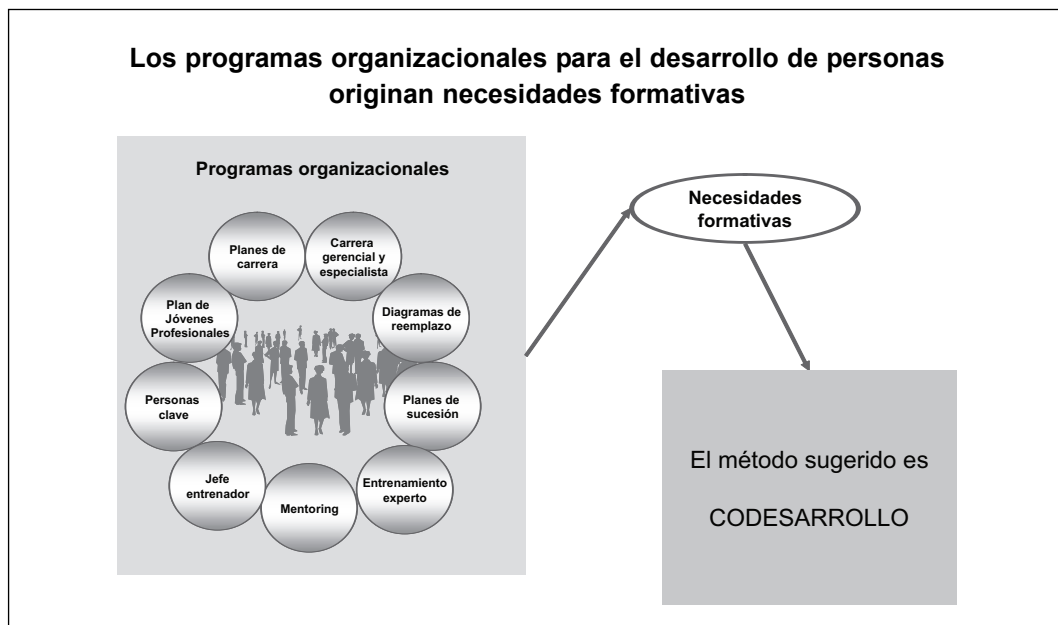 Los programas organizacionales para el desarrollo de personas
originan necesidades formativas
Programas organizacionales
Planes de
carrera
Carrera
gerencial y
especialista
Plan de
Jóvenes
Profesionales
Diagramas de
reemplazo
Personas
clave
Planes de
sucesión
Jefe
entrenador
Mentoring
Entrenamiento
experto
Necesidades
formativas
El método sugerido es
CODESARROLLO